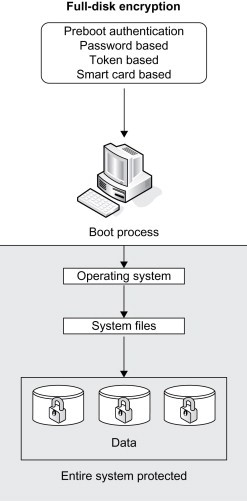 Full-disk encryption
Preboot authentication
Password based
Token based
Smart card based
Boot process
Operating system
System files
Data
Entire system protected